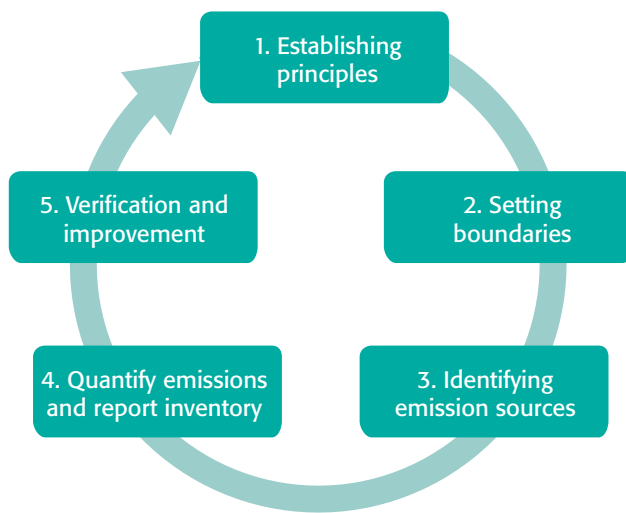 1. Establishing
principles
2. Setting
boundaries
3. Identifying
emission sources
4. Quantify emissions
and report inventory
5. Verification and
improvement